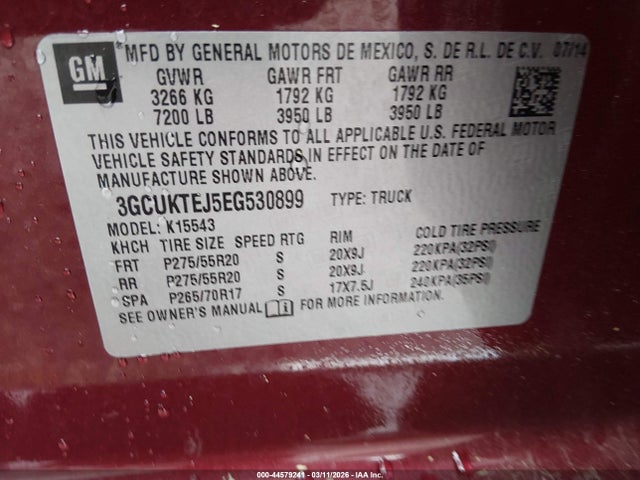 GM
MFD BY GENERAL MOTORS DE MEXICO, S. DE R.L. DE C.V. 07/14
GVWR GAWR FRT GAWR RR
3266 KG 1792 KG 1792 KG
7200 LB 3950 LB 3950 LB
THIS VEHICLE CONFORMS TO ALL APPLICABLE U.S. FEDERAL MOTOR
VEHICLE SAFETY STANDARDS IN EFFECT ON THE DATE OF
MANUFACTURE SHOWN ABOVE.
3GCUKTEJ5EG530899 TYPE: TRUCK
MODEL: K15543
KHCH TIRE SIZE SPEED RTG RIM COLD TIRE PRESSURE
FRT P275/55R20 S 20X9J 220KPA(32PSI)
RR P275/55R20 S 20X9J 220KPA(32PSI)
SPA P265/70R17 S 17X7.5J 240KPA(35PSI)
SEE OWNER'S MANUAL FOR MORE INFORMATION.
000-44579241 - 03/11/2026 - IAA Inc.